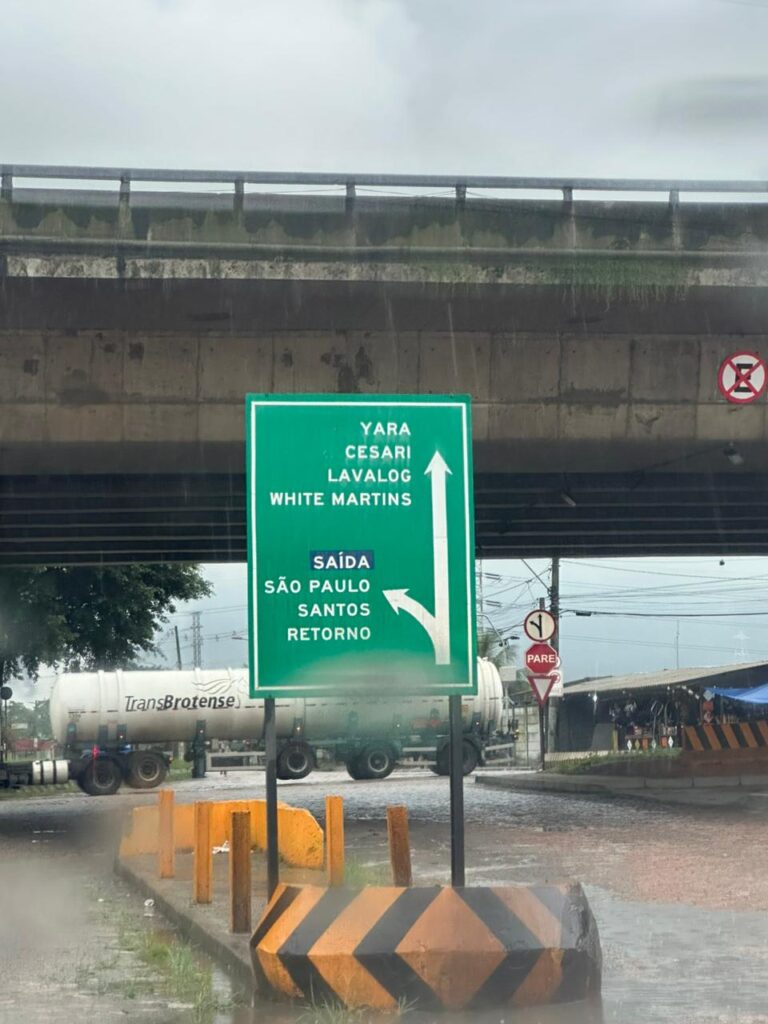 YARA
CESARI
LAVALOG
WHITE MARTINS
SAÍDA
SÃO PAULO
SANTOS
RETORNO
TransBrotense
PARE